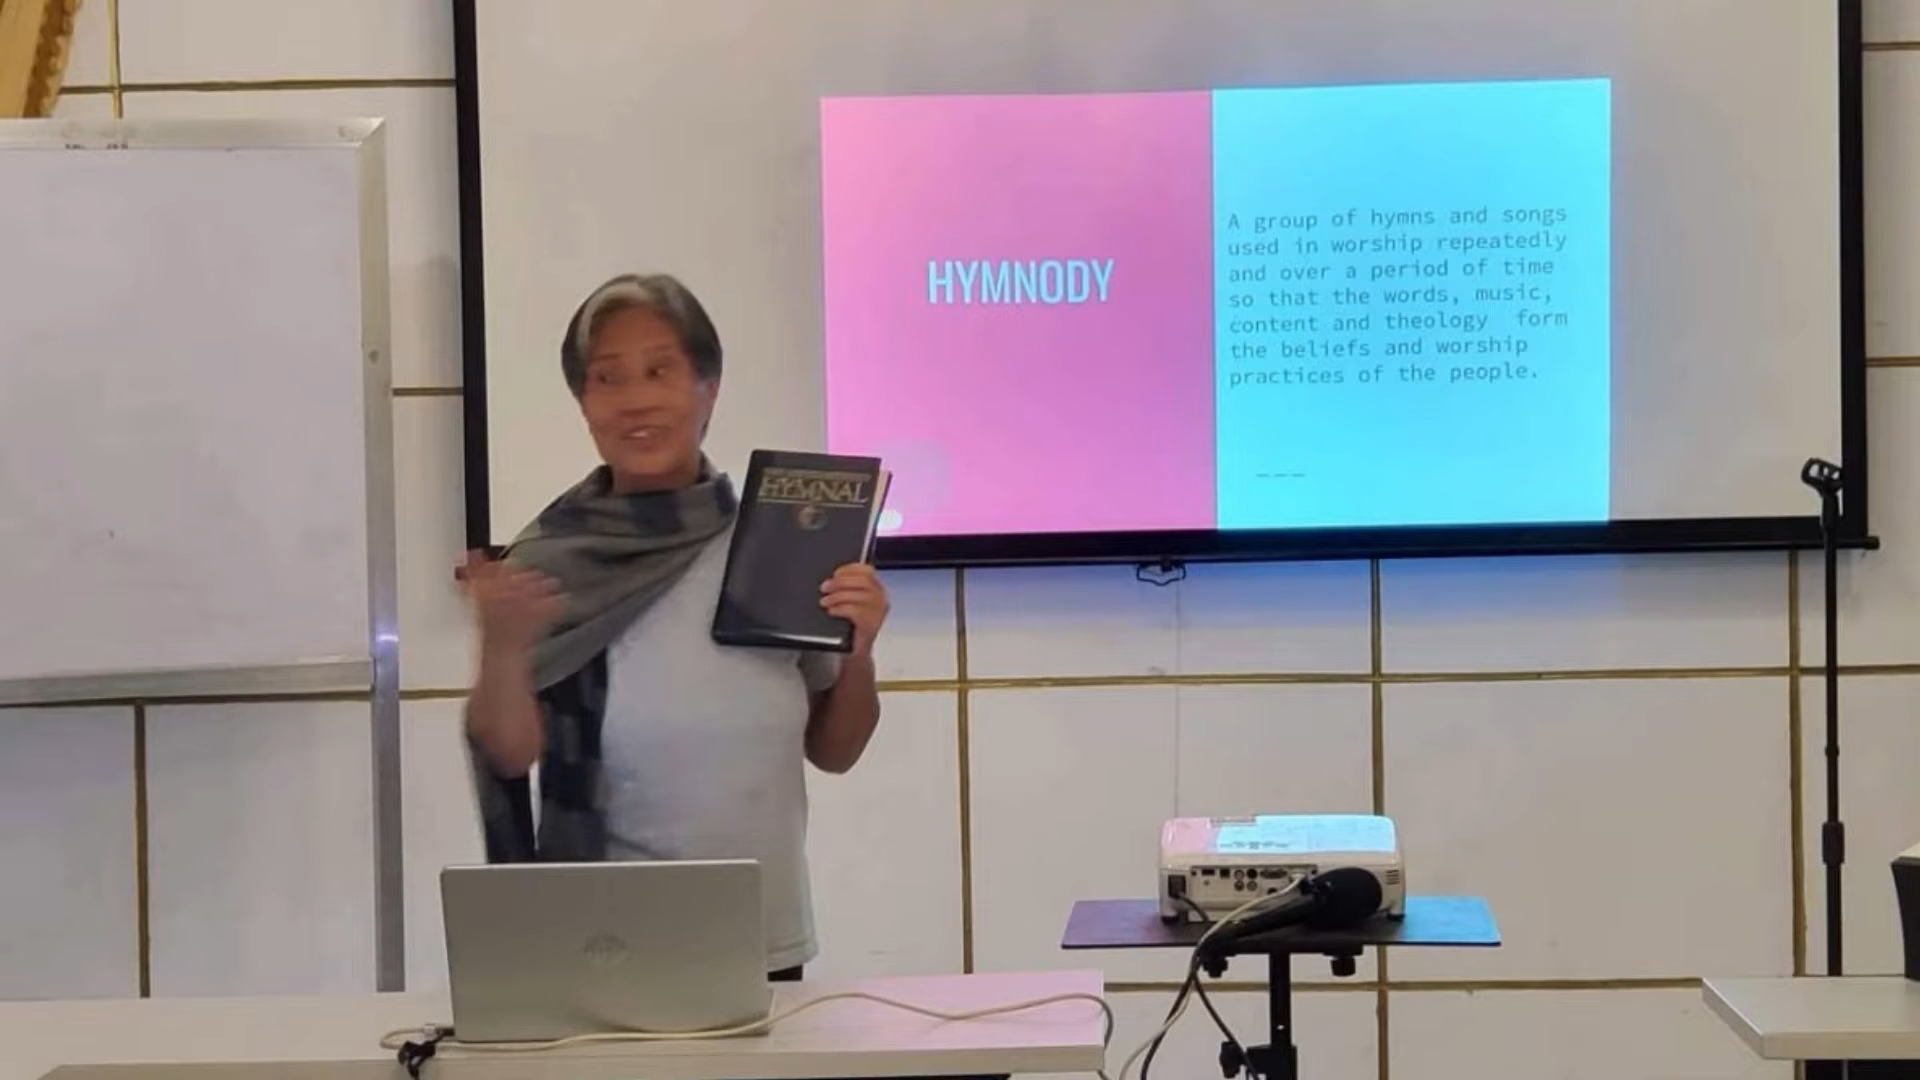 HYMNODY
A group of hymns and songs
used in worship repeatedly
and over a period of time
so that the words, music,
content and theology  form
the beliefs and worship
practices of the people.
HYMNAL
hp